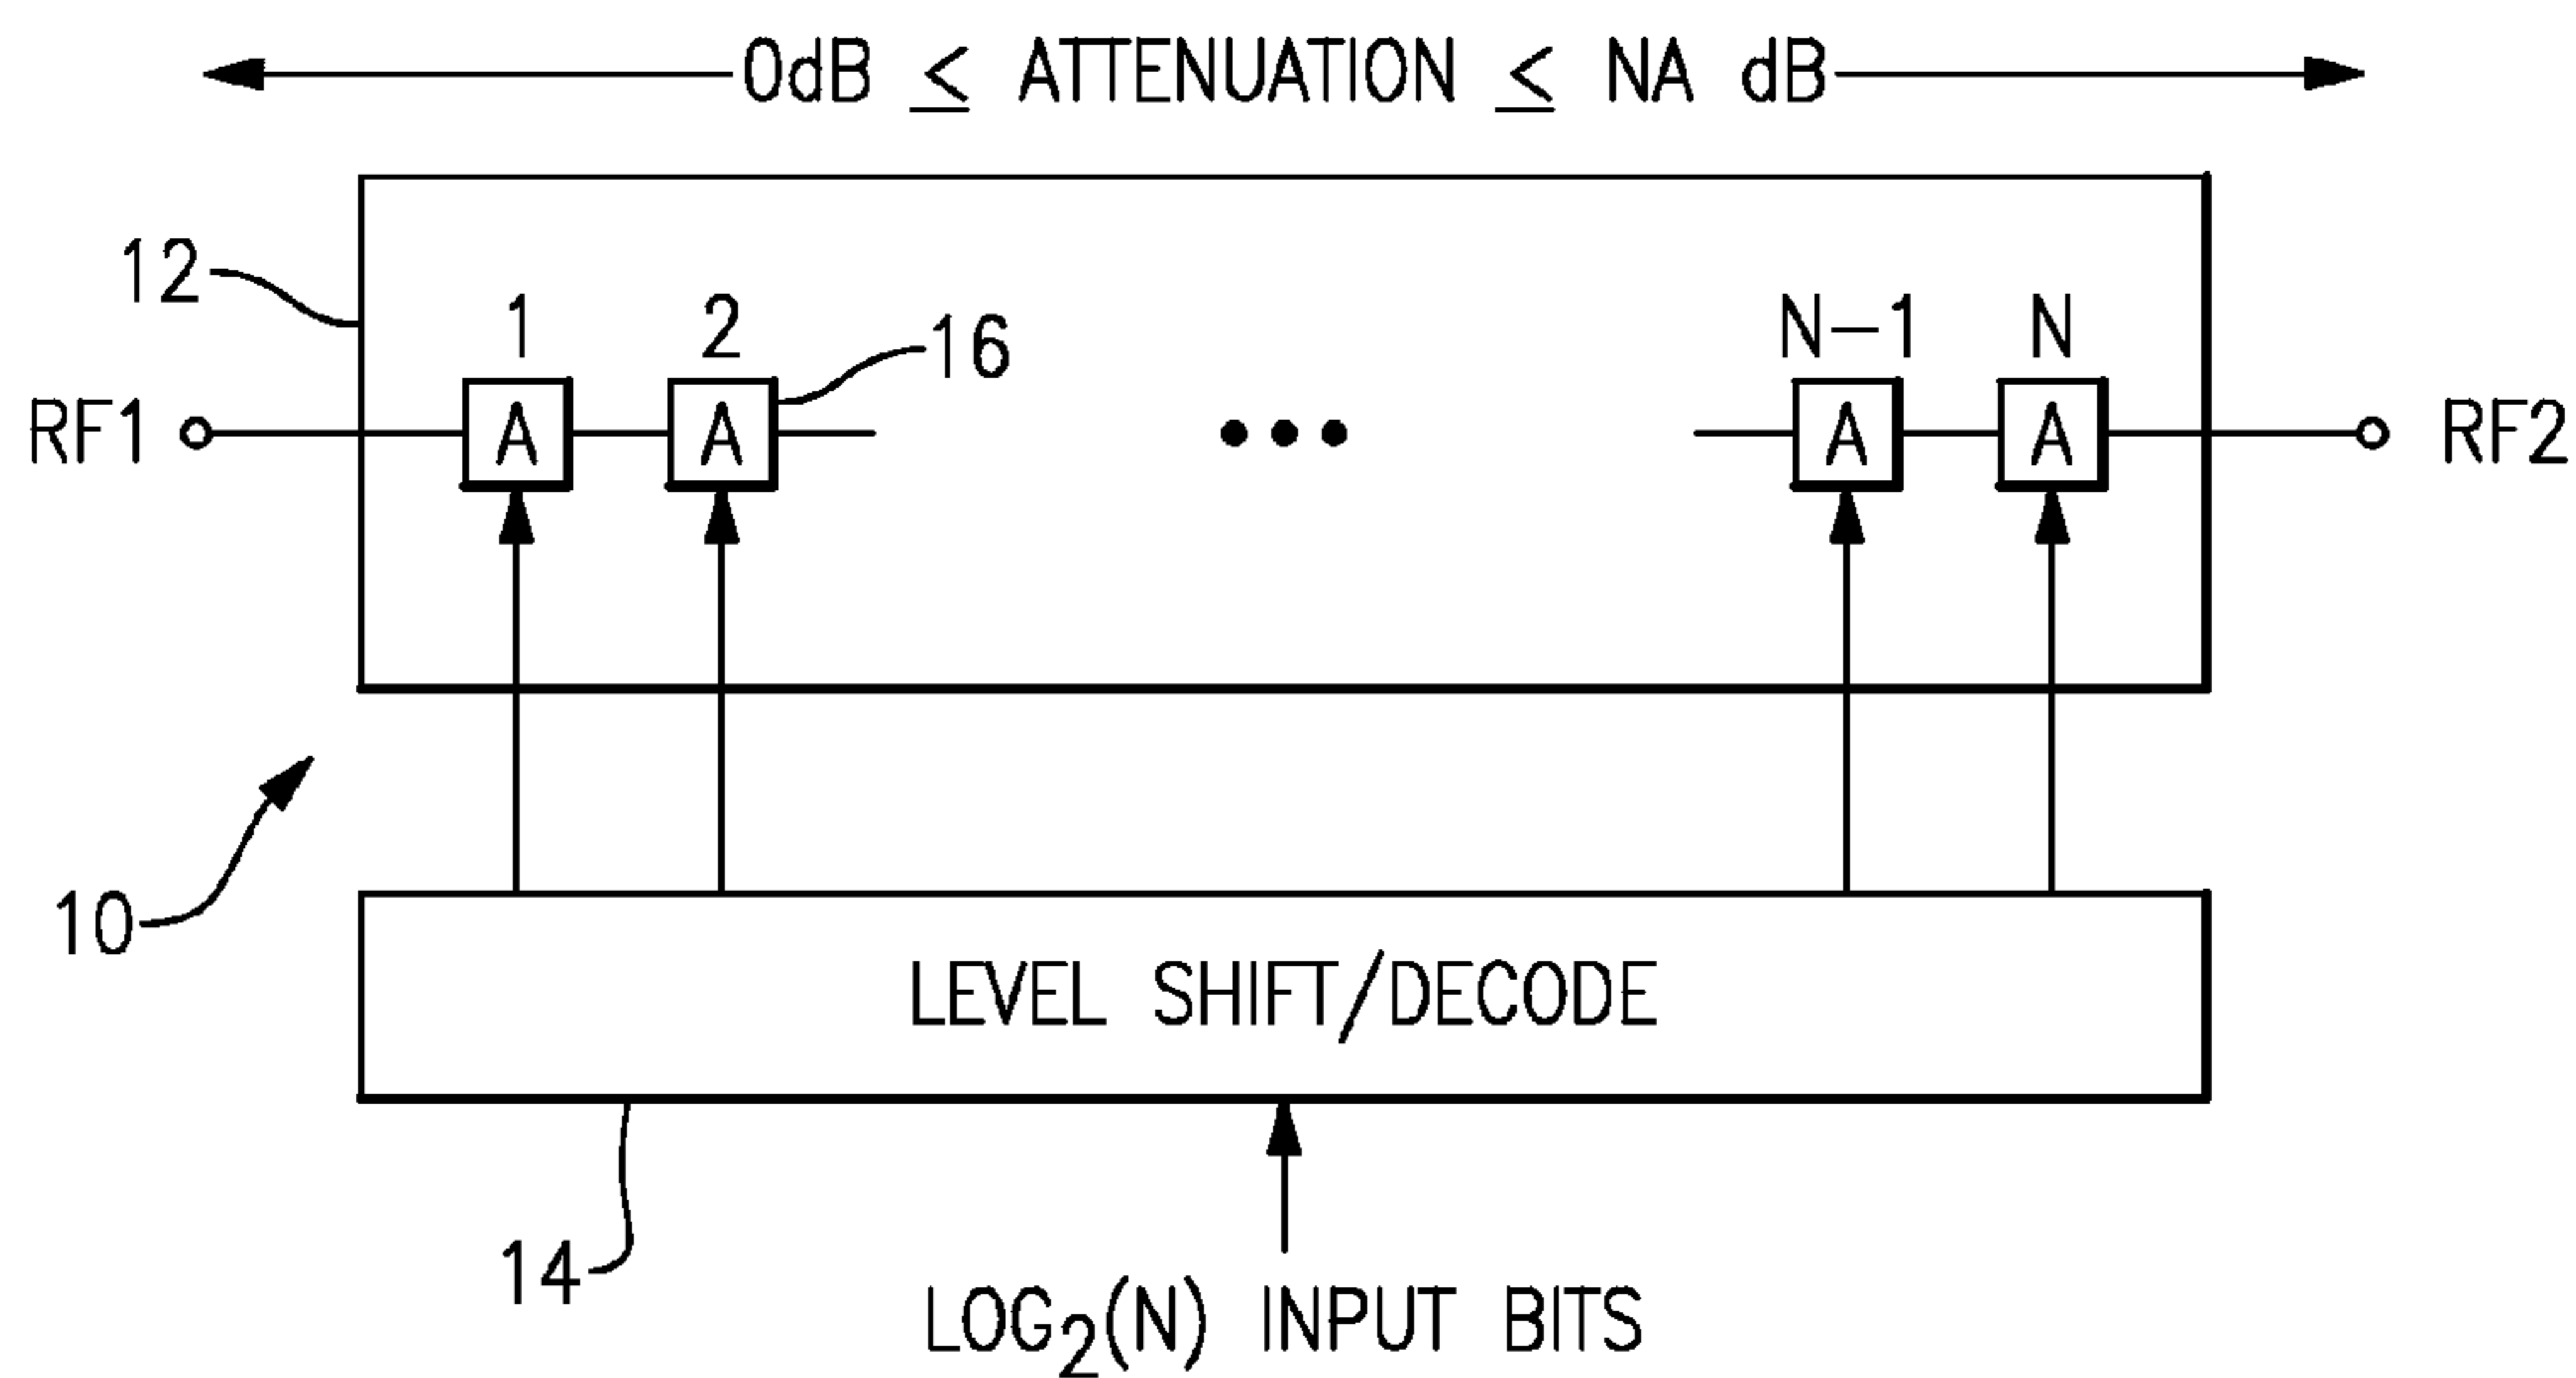 0dB ≤ ATTENUATION ≤ NA dB
12
1 2 16 N-1 N
RF1 A A ••• A A RF2
10
LEVEL SHIFT/DECODE
14
LOG₂(N) INPUT BITS